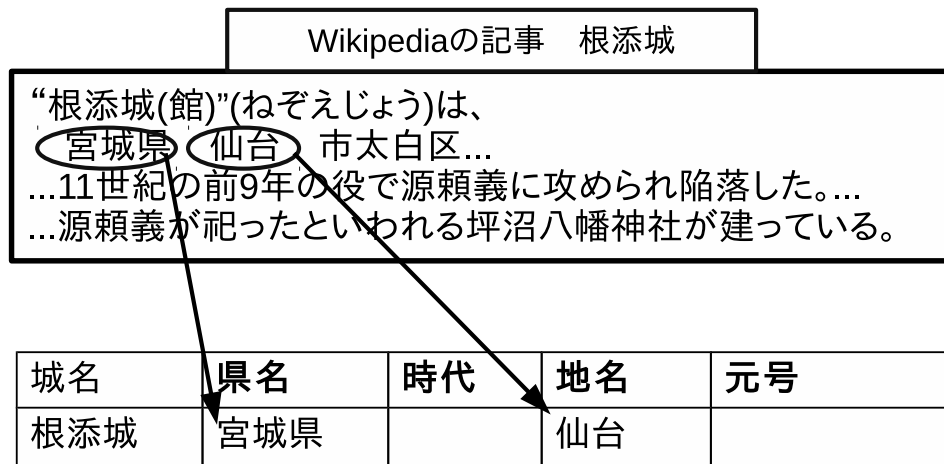 Wikipediaの記事　根添城
“根添城(館)”(ねぞえじょう)は、
宮城県　仙台　市太白区...
...11世紀の前9年の役で源頼義に攻められ陥落した。...
...源頼義が祀ったといわれる坪沼八幡神社が建っている。
城名 県名 時代 地名 元号
根添城 宮城県 仙台